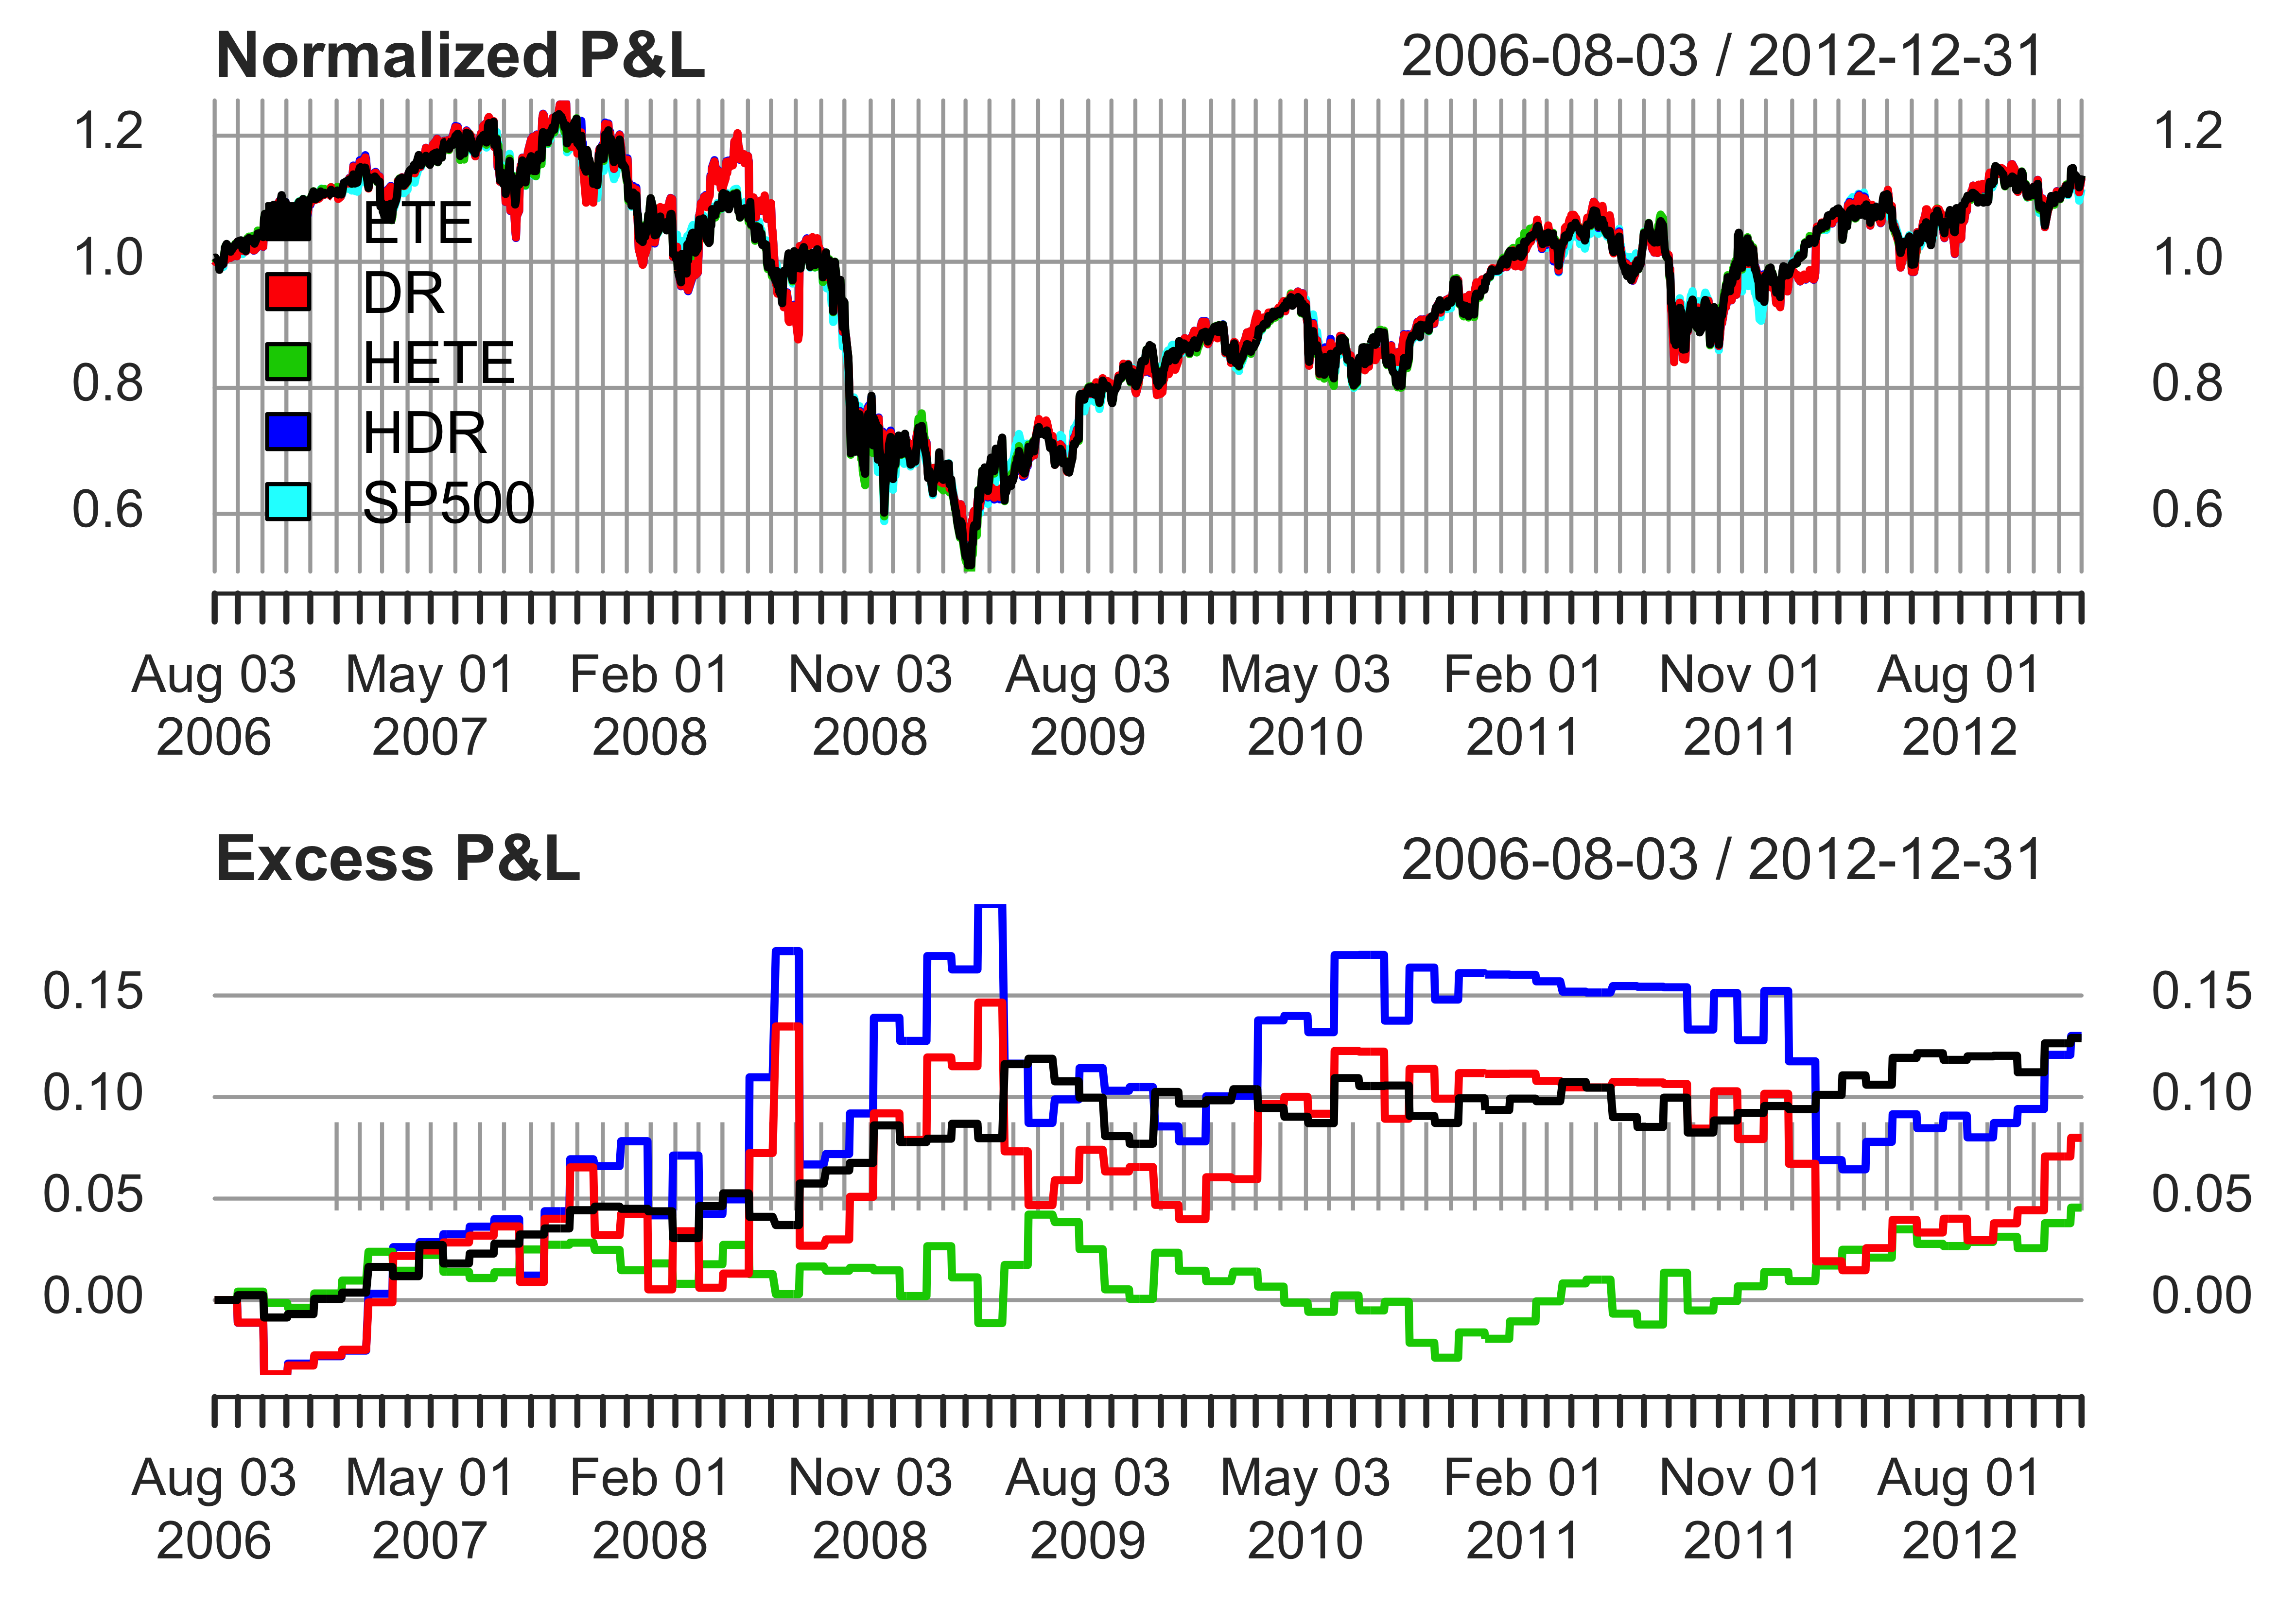 Normalized P&L 2006-08-03 / 2012-12-31
1.2 1.2
ETE
1.0 1.0
DR
HETE
0.8 0.8
HDR
SP500
0.6 0.6
Aug 03 May 01 Feb 01 Nov 03 Aug 03 May 03 Feb 01 Nov 01 Aug 01
2006 2007 2008 2008 2009 2010 2011 2011 2012
Excess P&L 2006-08-03 / 2012-12-31
0.15 0.15
0.10 0.10
0.05 0.05
0.00 0.00
Aug 03 May 01 Feb 01 Nov 03 Aug 03 May 03 Feb 01 Nov 01 Aug 01
2006 2007 2008 2008 2009 2010 2011 2011 2012